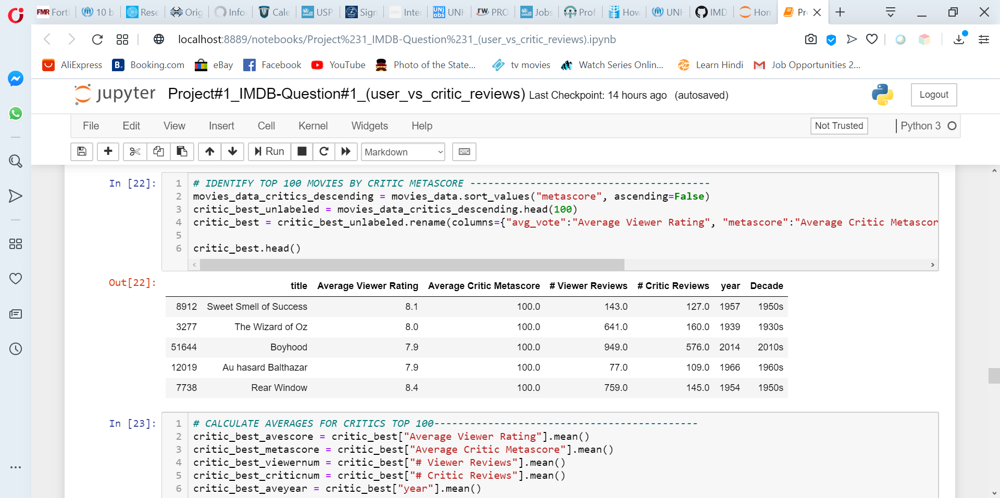 FMR Fortl
10 b
Rese
Orig
Info
Cale
USP
Sign
Inter
UNj obs UNH
rw PRO
Jobs
Prof
How
UNH
IMD
Hon
Pr
localhost:8889/notebooks/Project%231_IMDB-Question%231_(user_vs_critic_reviews).ipynb
AliExpress
B. Booking.com
eBay
Facebook
YouTube
Photo of the State...
tv movies
Watch Series Onlin...
Learn Hindi
Job Opportunities 2...
jupyter Project#1_IMDB-Question#1_(user_vs_critic_reviews) Last Checkpoint: 14 hours ago (autosaved)
Logout
File Edit View Insert Cell Kernel Widgets Help
Not Trusted
Python 3
Run
Markdown
In [22]:
1 # IDENTIFY TOP 100 MOVIES BY CRITIC METASCORE ----------------------------------------
2 movies_data_critics_descending = movies_data.sort_values("metascore", ascending=False)
3 critic_best_unlabeled = movies_data_critics_descending.head(100)
4 critic_best = critic_best_unlabeled.rename(columns={"avg_vote":"Average Viewer Rating", "metascore":"Average Critic Metascor
5
6 critic_best.head()
Out[22]:
title Average Viewer Rating Average Critic Metascore # Viewer Reviews # Critic Reviews year Decade
8912 Sweet Smell of Success 8.1 100.0 143.0 127.0 1957 1950s
3277 The Wizard of Oz 8.0 100.0 641.0 160.0 1939 1930s
51644 Boyhood 7.9 100.0 949.0 576.0 2014 2010s
12019 Au hasard Balthazar 7.9 100.0 77.0 109.0 1966 1960s
7738 Rear Window 8.4 100.0 759.0 145.0 1954 1950s
In [23]:
1 # CALCULATE AVERAGES FOR CRITICS TOP 100--------------------------------------------
2 critic_best_avescore = critic_best["Average Viewer Rating"].mean()
3 critic_best_metascore = critic_best["Average Critic Metascore"].mean()
4 critic_best_viewernum = critic_best["# Viewer Reviews"].mean()
5 critic_best_criticnum = critic_best["# Critic Reviews"].mean()
6 critic_best_aveyear = critic_best["year"].mean()